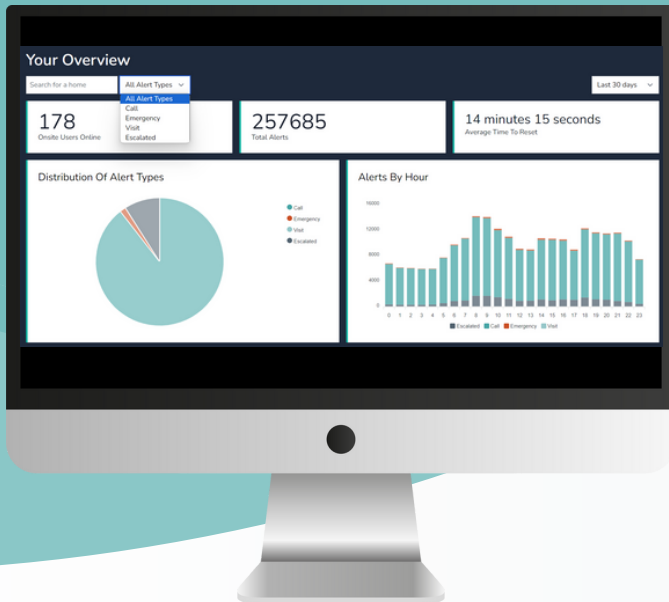 Your Overview
Search for a home
All Alert Types
Last 30 days
All Alert Types
Call
Emergency
Visit
Escalated
178
Onsite Users Online
257685
Total Alerts
14 minutes 15 seconds
Average Time To Reset
Distribution Of Alert Types
Call
Emergency
Visit
Escalated
Alerts By Hour
16000
12000
8000
4000
0
0 1 2 3 4 5 6 7 8 9 10 11 12 13 14 15 16 17 18 19 20 21 22 23
Escalated Call Emergency Visit